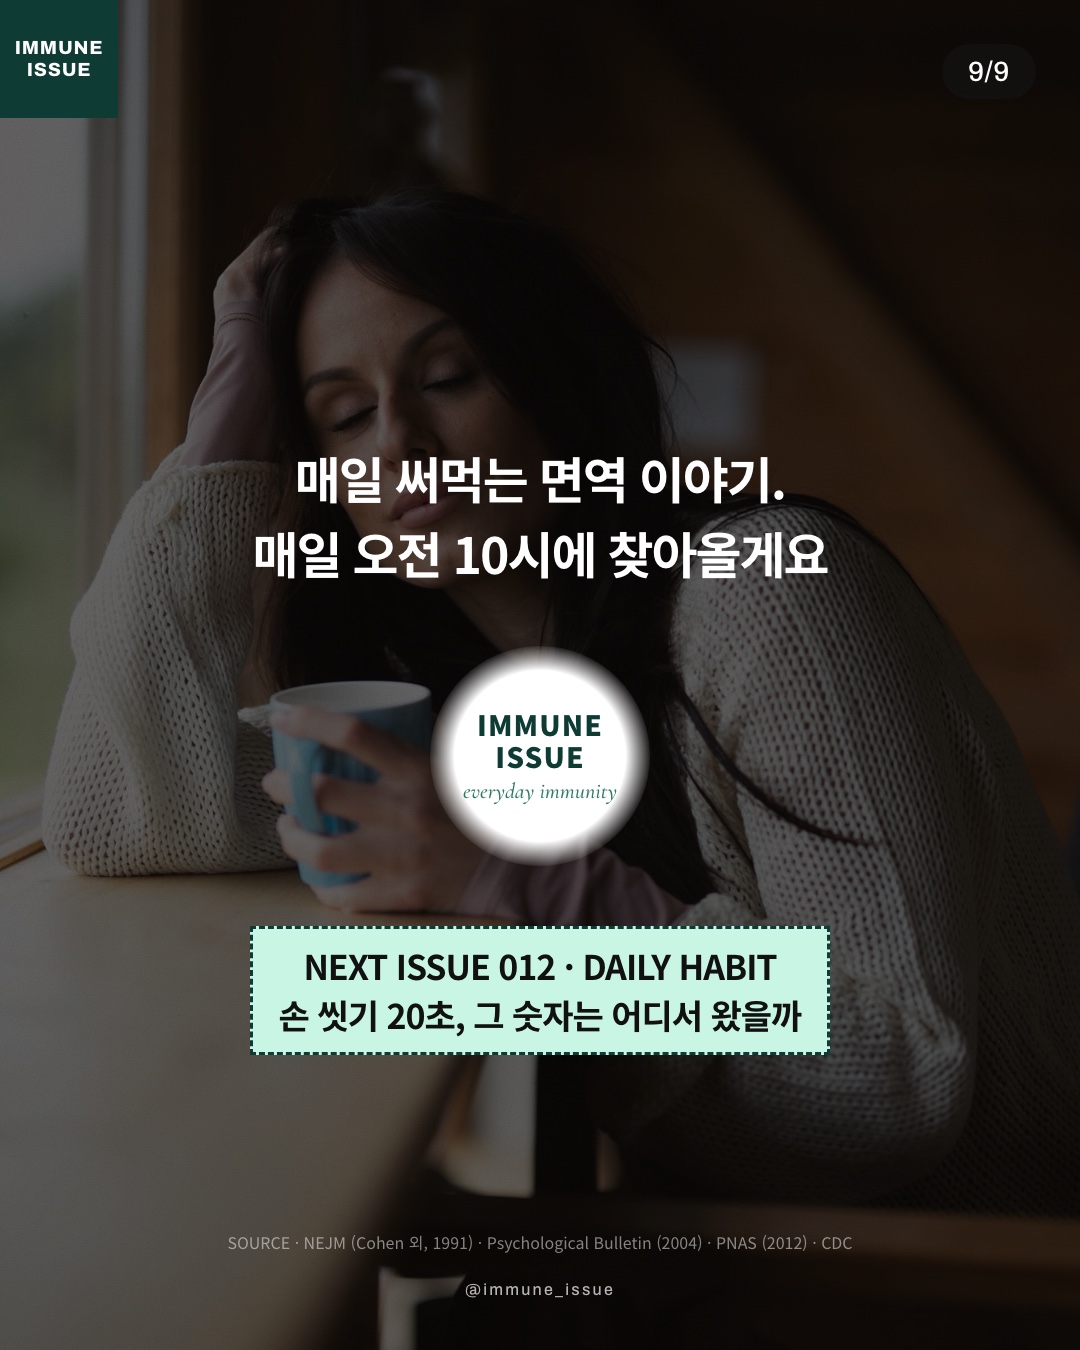 IMMUNE
ISSUE
9/9
매일 써먹는 면역 이야기.
매일 오전 10시에 찾아올게요
IMMUNE
ISSUE
everyday immunity
NEXT ISSUE 012 · DAILY HABIT
손 씻기 20초, 그 숫자는 어디서 왔을까
SOURCE · NEJM (Cohen 외, 1991) · Psychological Bulletin (2004) · PNAS (2012) · CDC
@immune_issue